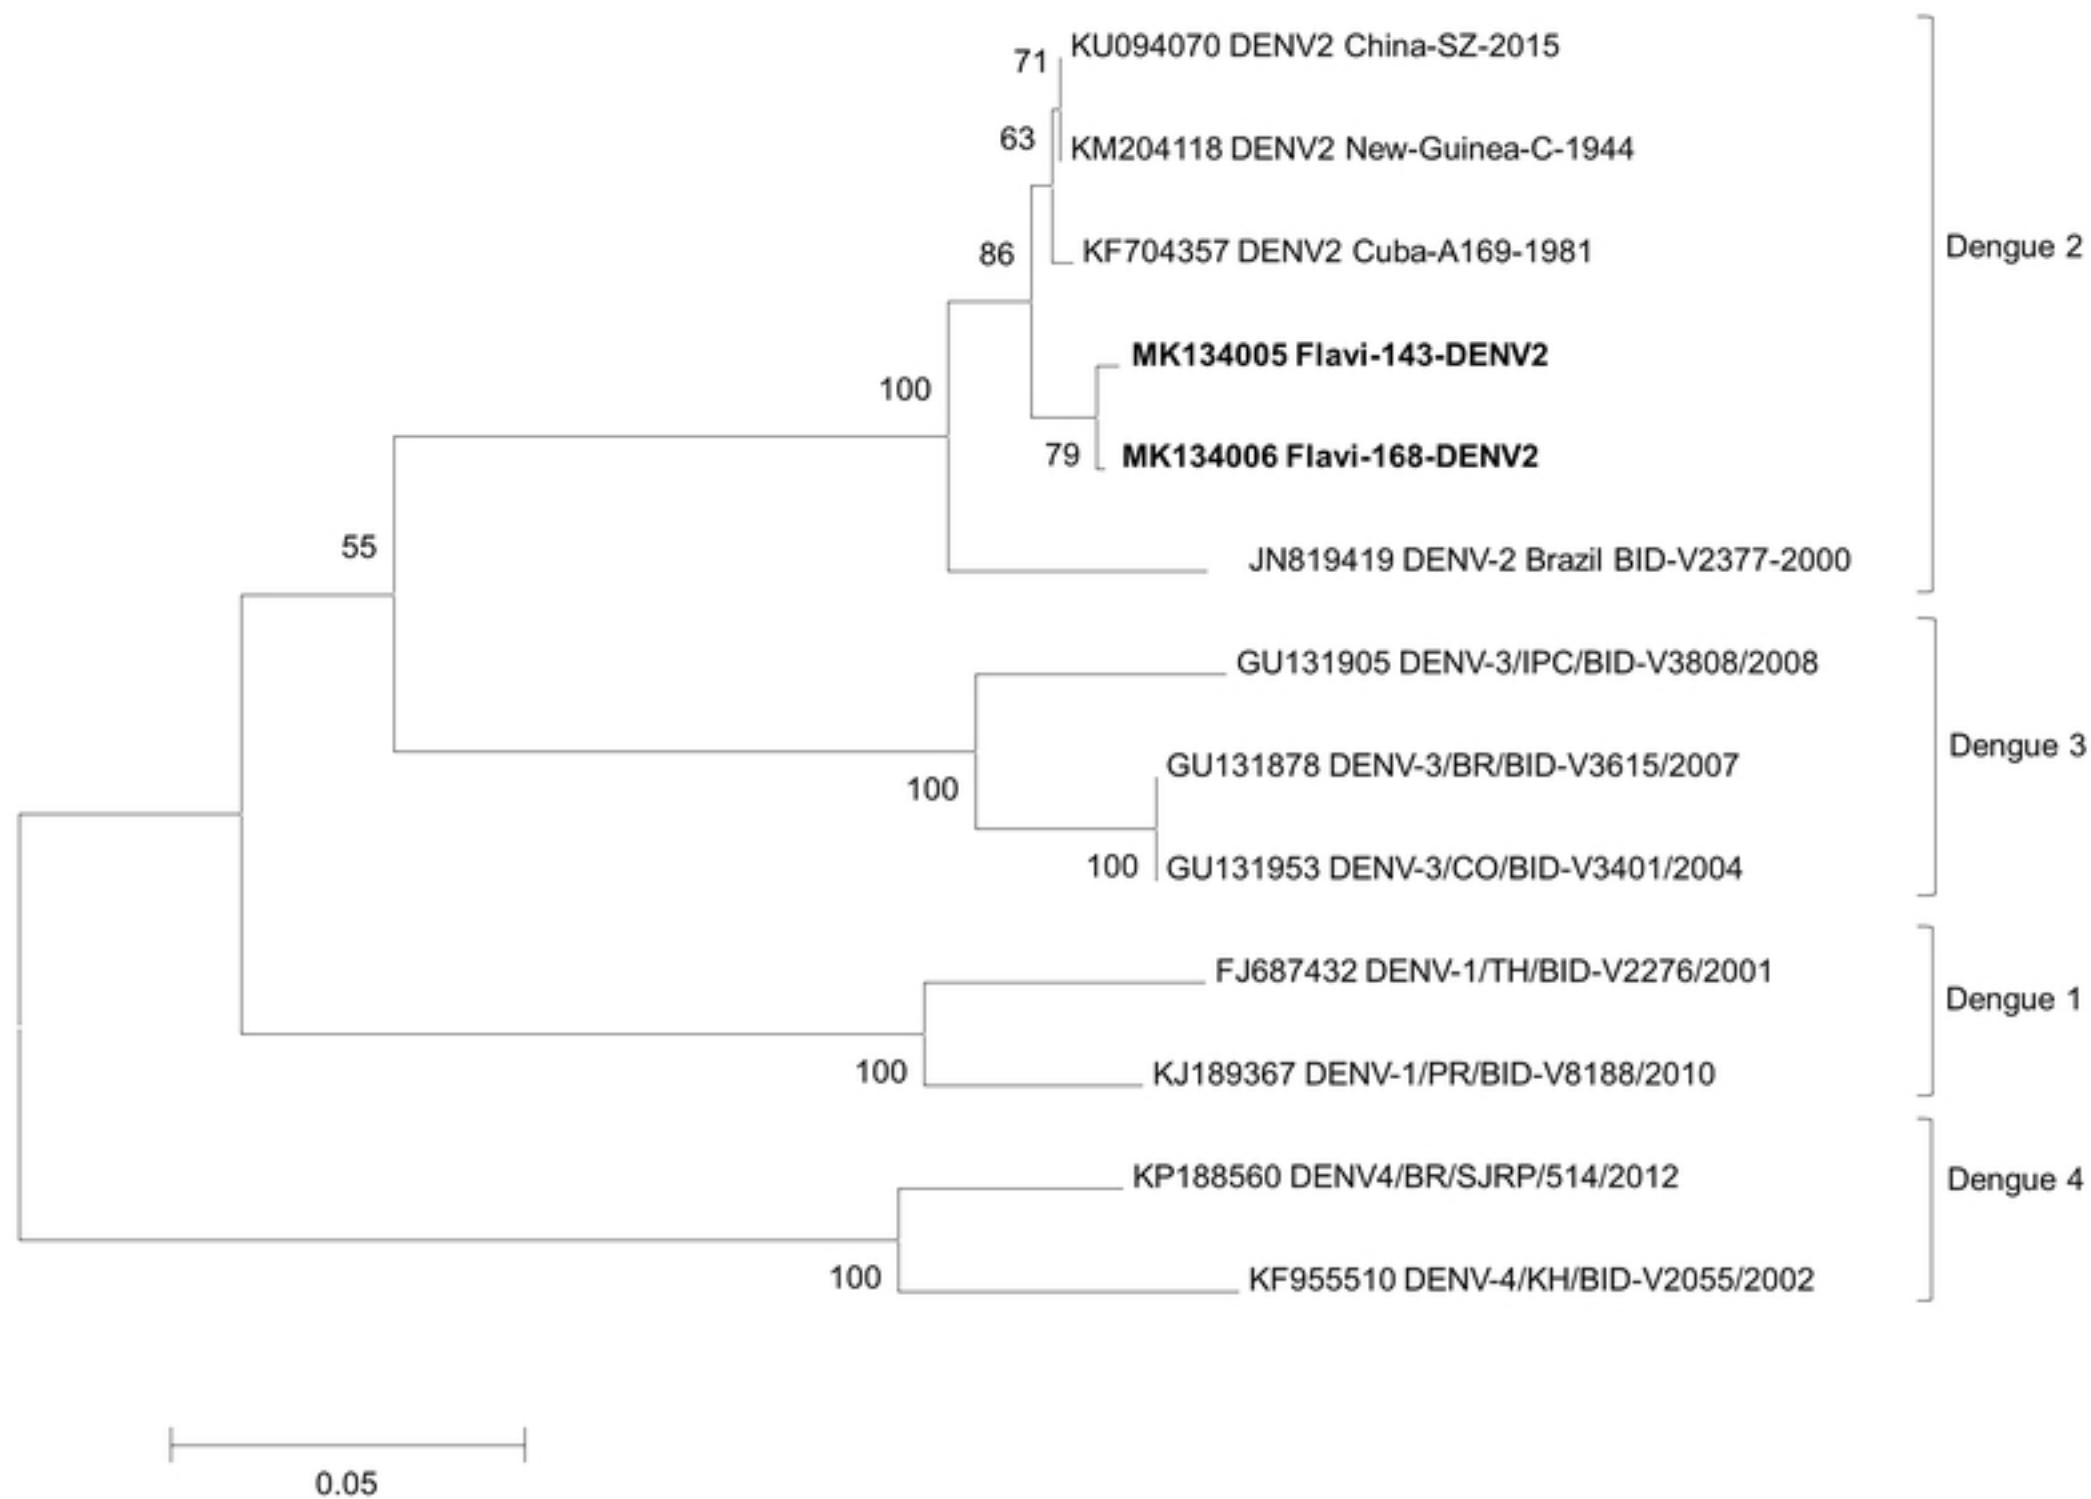 KU094070 DENV2 China-SZ-2015
71
63
KM204118 DENV2 New-Guinea-C-1944
86
KF704357 DENV2 Cuba-A169-1981
Dengue 2
MK134005 Flavi-143-DENV2
100
79
MK134006 Flavi-168-DENV2
55
JN819419 DENV-2 Brazil BID-V2377-2000
GU131905 DENV-3/IPC/BID-V3808/2008
Dengue 3
GU131878 DENV-3/BR/BID-V3615/2007
100
100
GU131953 DENV-3/CO/BID-V3401/2004
FJ687432 DENV-1/TH/BID-V2276/2001
Dengue 1
100
KJ189367 DENV-1/PR/BID-V8188/2010
KP188560 DENV4/BR/SJRP/514/2012
Dengue 4
100
KF955510 DENV-4/KH/BID-V2055/2002
0.05